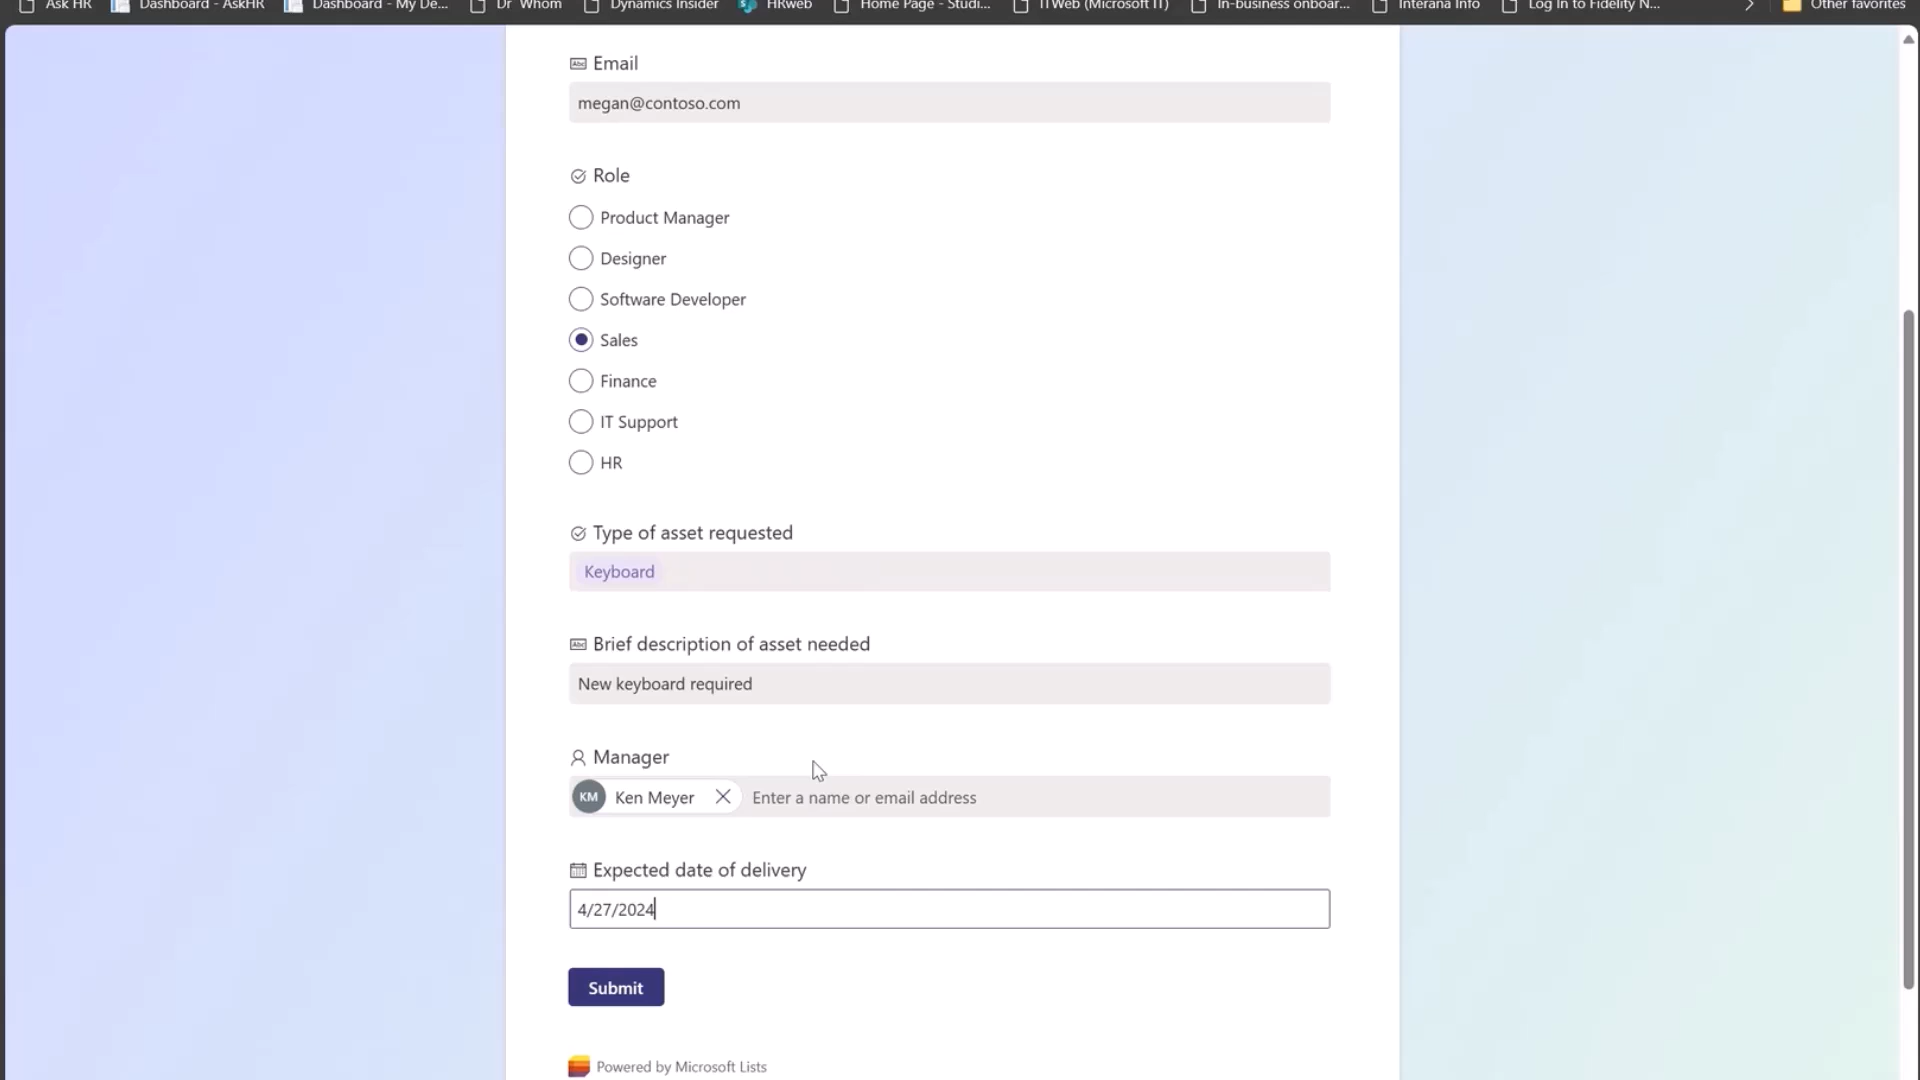 Ask HR Dashboard - AskHR Dashboard - My De... Dr Whom Dynamics Insider HRweb Home Page - Studi... ITWeb (Microsoft IT) In-business onboar... Interana Info Log In to Fidelity N... Other favorites
Email
megan@contoso.com
Role
Product Manager
Designer
Software Developer
Sales
Finance
IT Support
HR
Type of asset requested
Keyboard
Brief description of asset needed
New keyboard required
Manager
KM Ken Meyer Enter a name or email address
Expected date of delivery
4/27/2024
Submit
Powered by Microsoft Lists